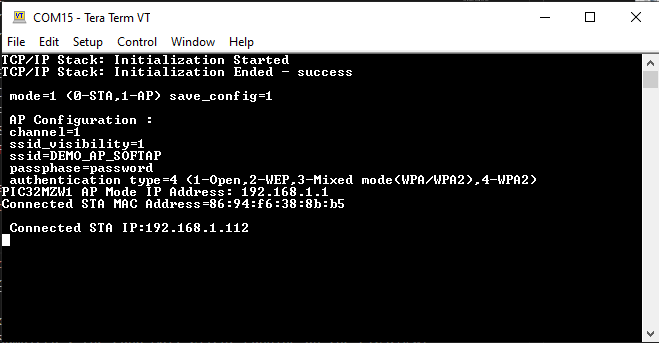 COM15 - Tera Term VT
File Edit Setup Control Window Help
TCP/IP Stack: Initialization Started
TCP/IP Stack: Initialization Ended - success
mode=1 (0-STA,1-AP) save_config=1
AP Configuration :
channel=1
ssid_visibility=1
ssid=DEMO_AP_SOFTAP
passphase=password
authentication type=4 (1-Open,2-WEP,3-Mixed mode(WPA/WPA2),4-WPA2)
PIC32MZW1 AP Mode IP Address: 192.168.1.1
Connected STA MAC Address=86:94:f6:38:8b:b5
Connected STA IP:192.168.1.112